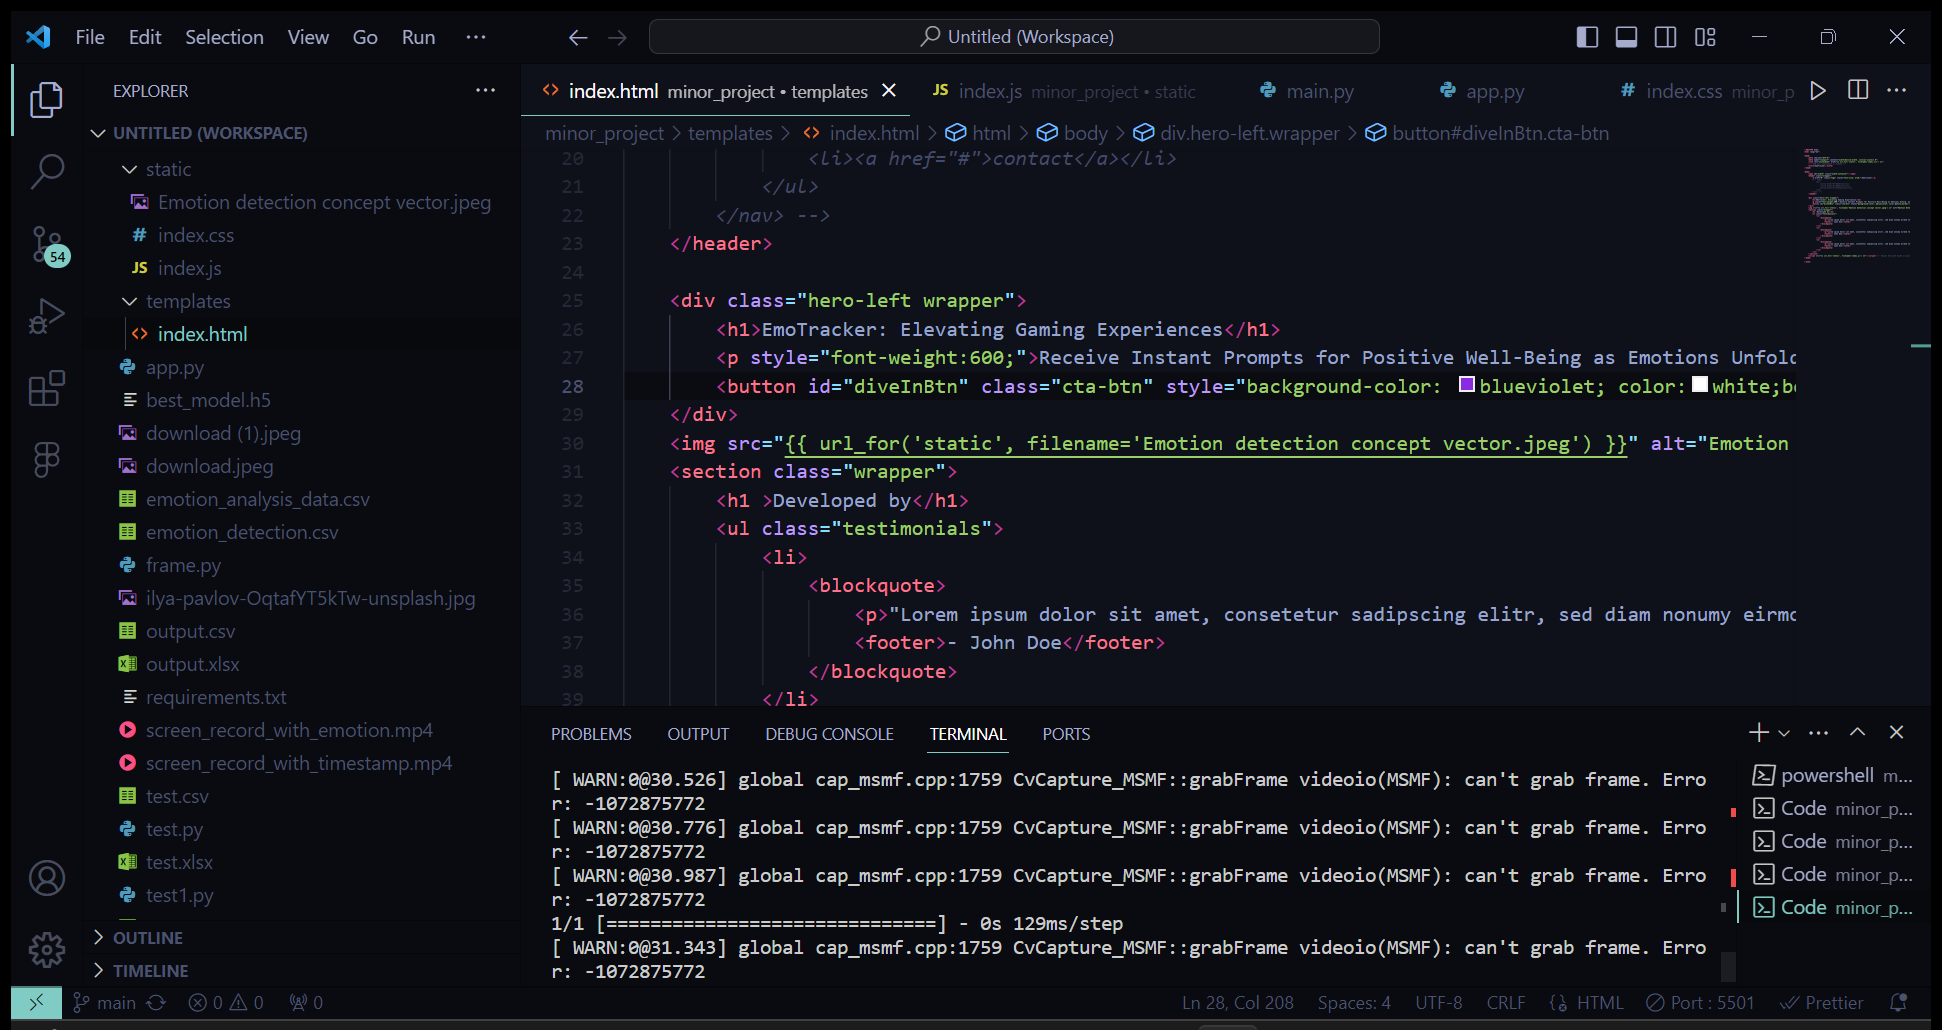 File Edit Selection View Go Run ···
Untitled (Workspace)
EXPLORER
UNTITLED (WORKSPACE)
static
Emotion detection concept vector.jpeg
# index.css
JS index.js
templates
<> index.html
app.py
best_model.h5
download (1).jpeg
download.jpeg
emotion_analysis_data.csv
emotion_detection.csv
frame.py
ilya-pavlov-OqtafYT5kTw-unsplash.jpg
output.csv
output.xlsx
requirements.txt
screen_record_with_emotion.mp4
screen_record_with_timestamp.mp4
test.csv
test.py
test.xlsx
test1.py
OUTLINE
TIMELINE
54
<> index.html minor_project • templates
JS index.js minor_project • static
main.py
app.py
# index.css minor_p
minor_project > templates > <> index.html > html > body > div.hero-left.wrapper > button#diveInBtn.cta-btn
20 <li><a href="#">contact</a></li>
21 </ul>
22 </nav> -->
23 </header>
24
25 <div class="hero-left wrapper">
26 <h1>EmoTracker: Elevating Gaming Experiences</h1>
27 <p style="font-weight:600;">Receive Instant Prompts for Positive Well-Being as Emotions Unfol
28 <button id="diveInBtn" class="cta-btn" style="background-color: blueviolet; color: white;bo
29 </div>
30 <img src="{{ url_for('static', filename='Emotion detection concept vector.jpeg') }}" alt="Emotion
31 <section class="wrapper">
32 <h1 >Developed by</h1>
33 <ul class="testimonials">
34 <li>
35 <blockquote>
36 <p>"Lorem ipsum dolor sit amet, consetetur sadipscing elitr, sed diam nonumy eirmo
37 <footer>- John Doe</footer>
38 </blockquote>
39 </li>
PROBLEMS OUTPUT DEBUG CONSOLE TERMINAL PORTS
[ WARN:0@30.526] global cap_msmf.cpp:1759 CvCapture_MSMF::grabFrame videoio(MSMF): can't grab frame. Erro
r: -1072875772
[ WARN:0@30.776] global cap_msmf.cpp:1759 CvCapture_MSMF::grabFrame videoio(MSMF): can't grab frame. Erro
r: -1072875772
[ WARN:0@30.987] global cap_msmf.cpp:1759 CvCapture_MSMF::grabFrame videoio(MSMF): can't grab frame. Erro
r: -1072875772
1/1 [==============================] - 0s 129ms/step
[ WARN:0@31.343] global cap_msmf.cpp:1759 CvCapture_MSMF::grabFrame videoio(MSMF): can't grab frame. Erro
r: -1072875772
powershell m...
Code minor_p...
Code minor_p...
Code minor_p...
Code minor_p...
main 0 0 0
Ln 28, Col 208 Spaces: 4 UTF-8 CRLF HTML Port : 5501 Prettier